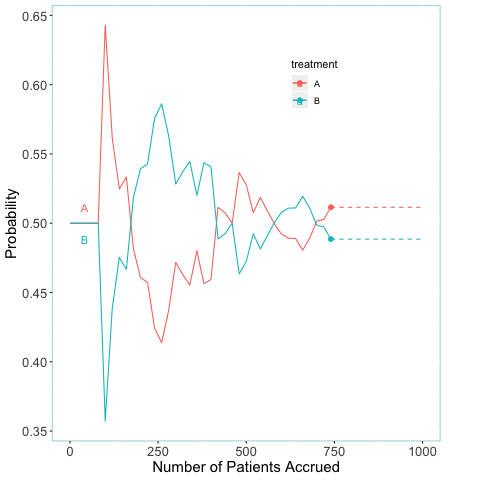 0.65
0.60
0.55
0.50
0.45
0.40
0.35
Probability
treatment
A
B
A
B
0 250 500 750 1000
Number of Patients Accrued